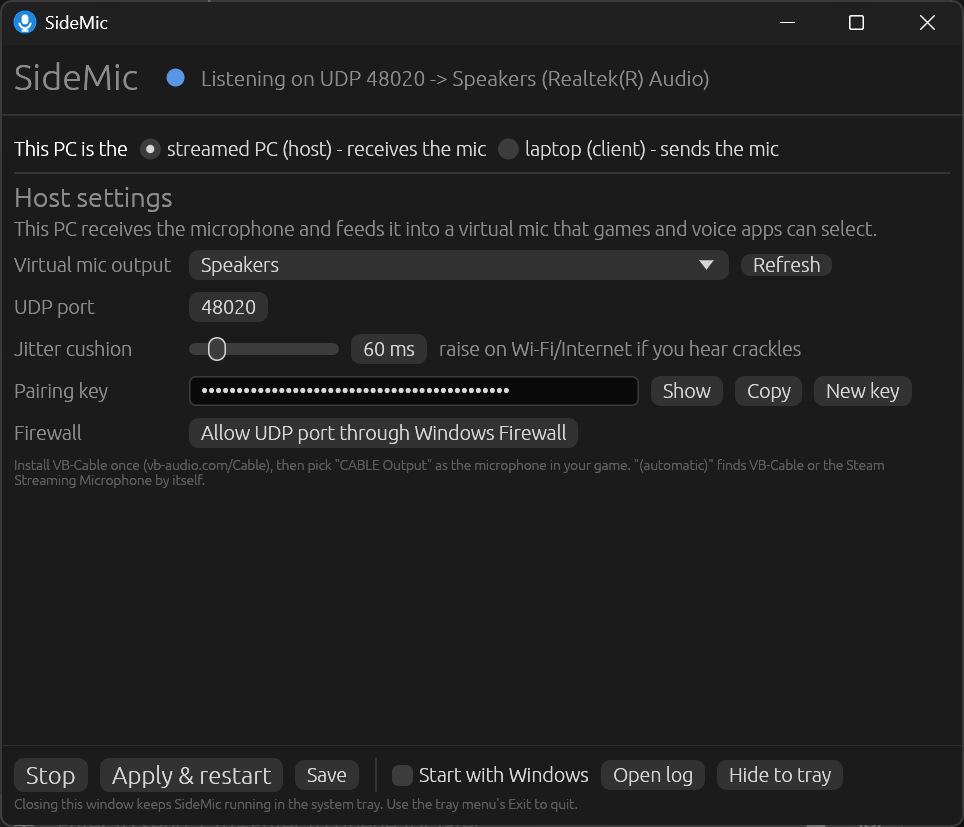 SideMic
SideMic Listening on UDP 48020 -> Speakers (Realtek(R) Audio)
This PC is the streamed PC (host) - receives the mic laptop (client) - sends the mic
Host settings
This PC receives the microphone and feeds it into a virtual mic that games and voice apps can select.
Virtual mic output Speakers Refresh
UDP port 48020
Jitter cushion 60 ms raise on Wi-Fi/Internet if you hear crackles
Pairing key Show Copy New key
Firewall Allow UDP port through Windows Firewall
Install VB-Cable once (vb-audio.com/Cable), then pick "CABLE Output" as the microphone in your game. "(automatic)" finds VB-Cable or the Steam
Streaming Microphone by itself.
Stop Apply & restart Save Start with Windows Open log Hide to tray
Closing this window keeps SideMic running in the system tray. Use the tray menu's Exit to quit.